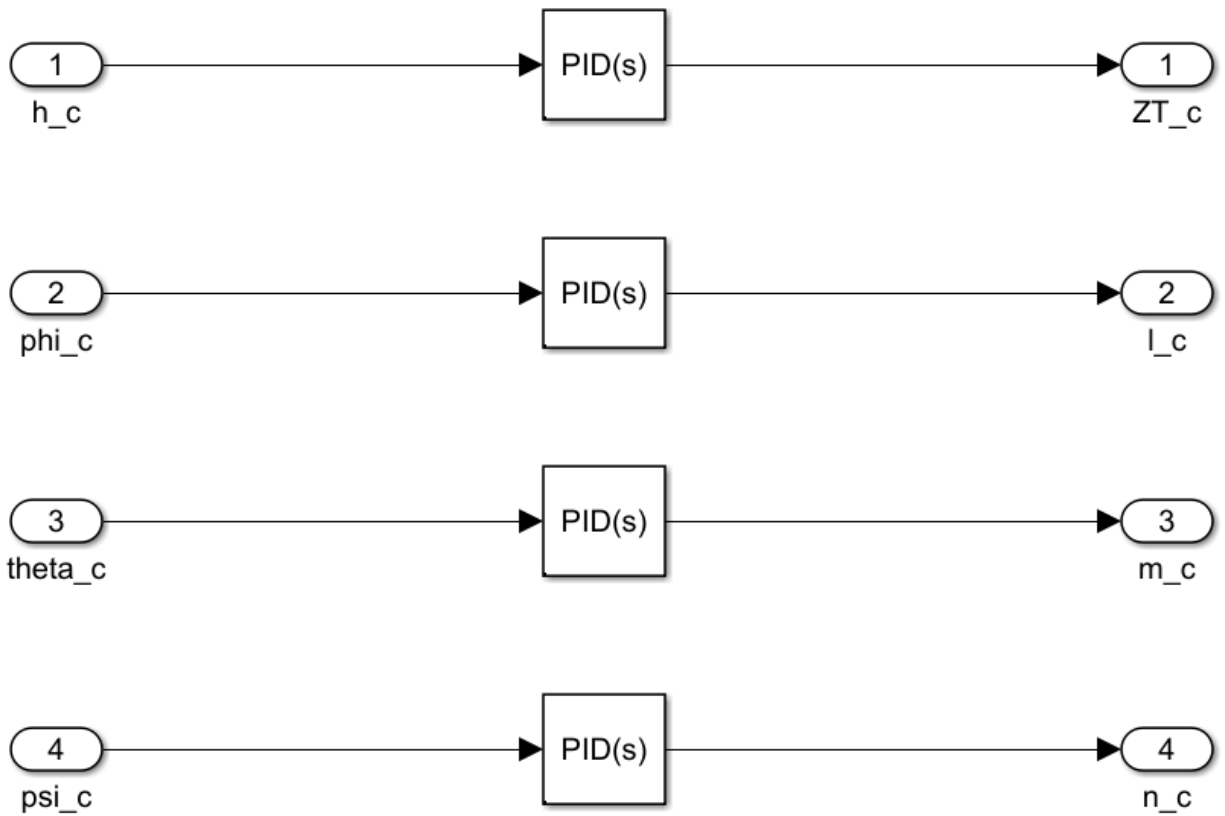 1 PID(s) 1
h_c ZT_c
2 PID(s) 2
phi_c l_c
3 PID(s) 3
theta_c m_c
4 PID(s) 4
psi_c n_c